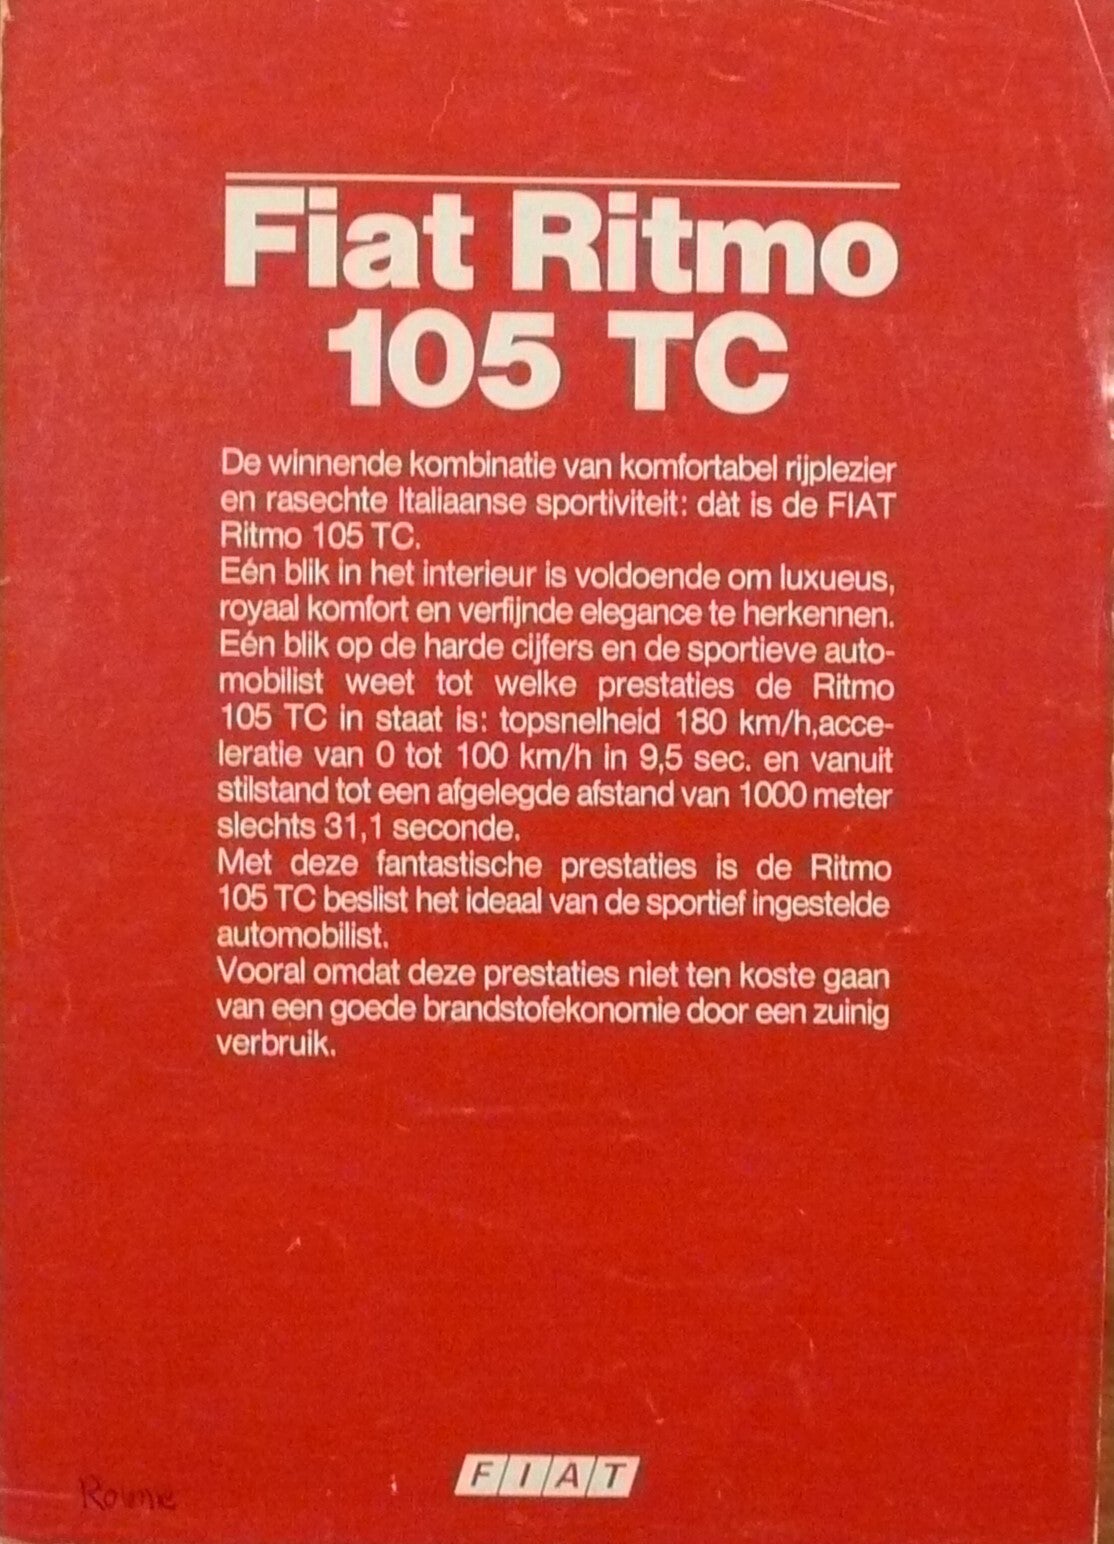 Fiat Ritmo
105 TC
De winnende kombinatie van komfortabel rijplezier
en rasechte Italiaanse sportiviteit: dàt is de FIAT
Ritmo 105 TC.
Eén blik in het interieur is voldoende om luxueus,
royaal komfort en verfijnde elegance te herkennen.
Eén blik op de harde cijfers en de sportieve auto-
mobilist weet tot welke prestaties de Ritmo
105 TC in staat is: topsnelheid 180 km/h,acce-
leratie van 0 tot 100 km/h in 9,5 sec. en vanuit
stilstand tot een afgelegde afstand van 1000 meter
slechts 31,1 seconde.
Met deze fantastische prestaties is de Ritmo
105 TC beslist het ideaal van de sportief ingestelde
automobilist.
Vooral omdat deze prestaties niet ten koste gaan
van een goede brandstofekonomie door een zuinig
verbruik.
FIAT